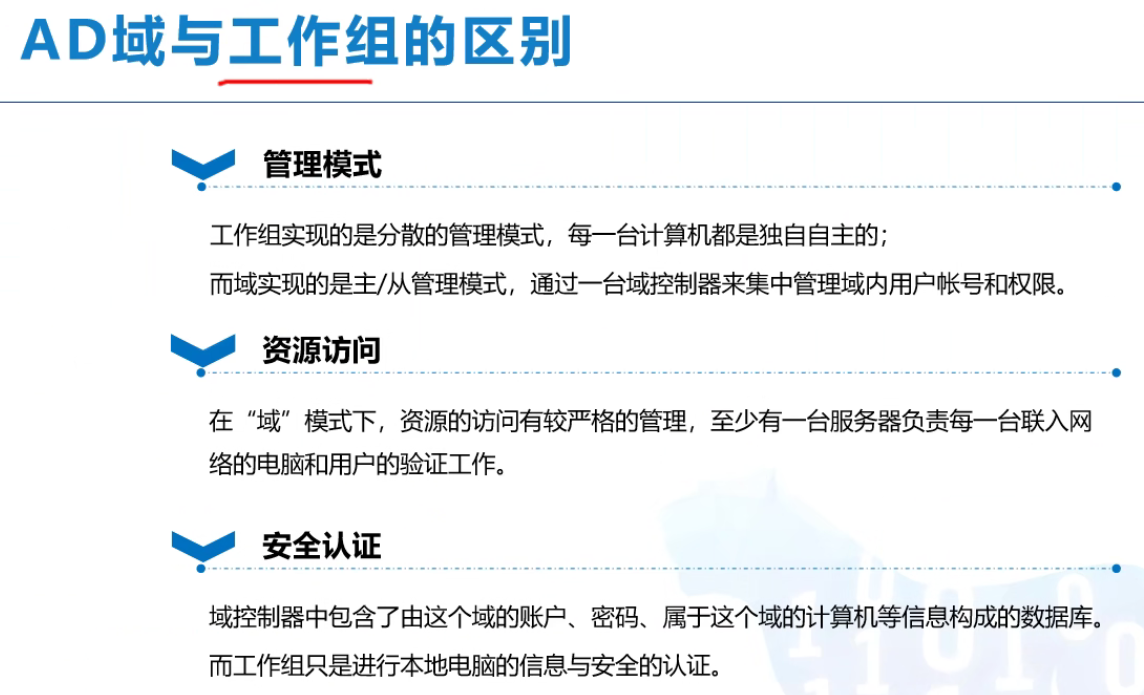 AD域与工作组的区别
管理模式
工作组实现的是分散的管理模式，每一台计算机都是独自自主的；
而域实现的是主/从管理模式，通过一台域控制器来集中管理域内用户帐号和权限。
资源访问
在“域”模式下，资源的访问有较严格的管理，至少有一台服务器负责每一台联入网
络的电脑和用户的验证工作。
安全认证
域控制器中包含了由这个域的账户、密码、属于这个域的计算机等信息构成的数据库。
而工作组只是进行本地电脑的信息与安全的认证。